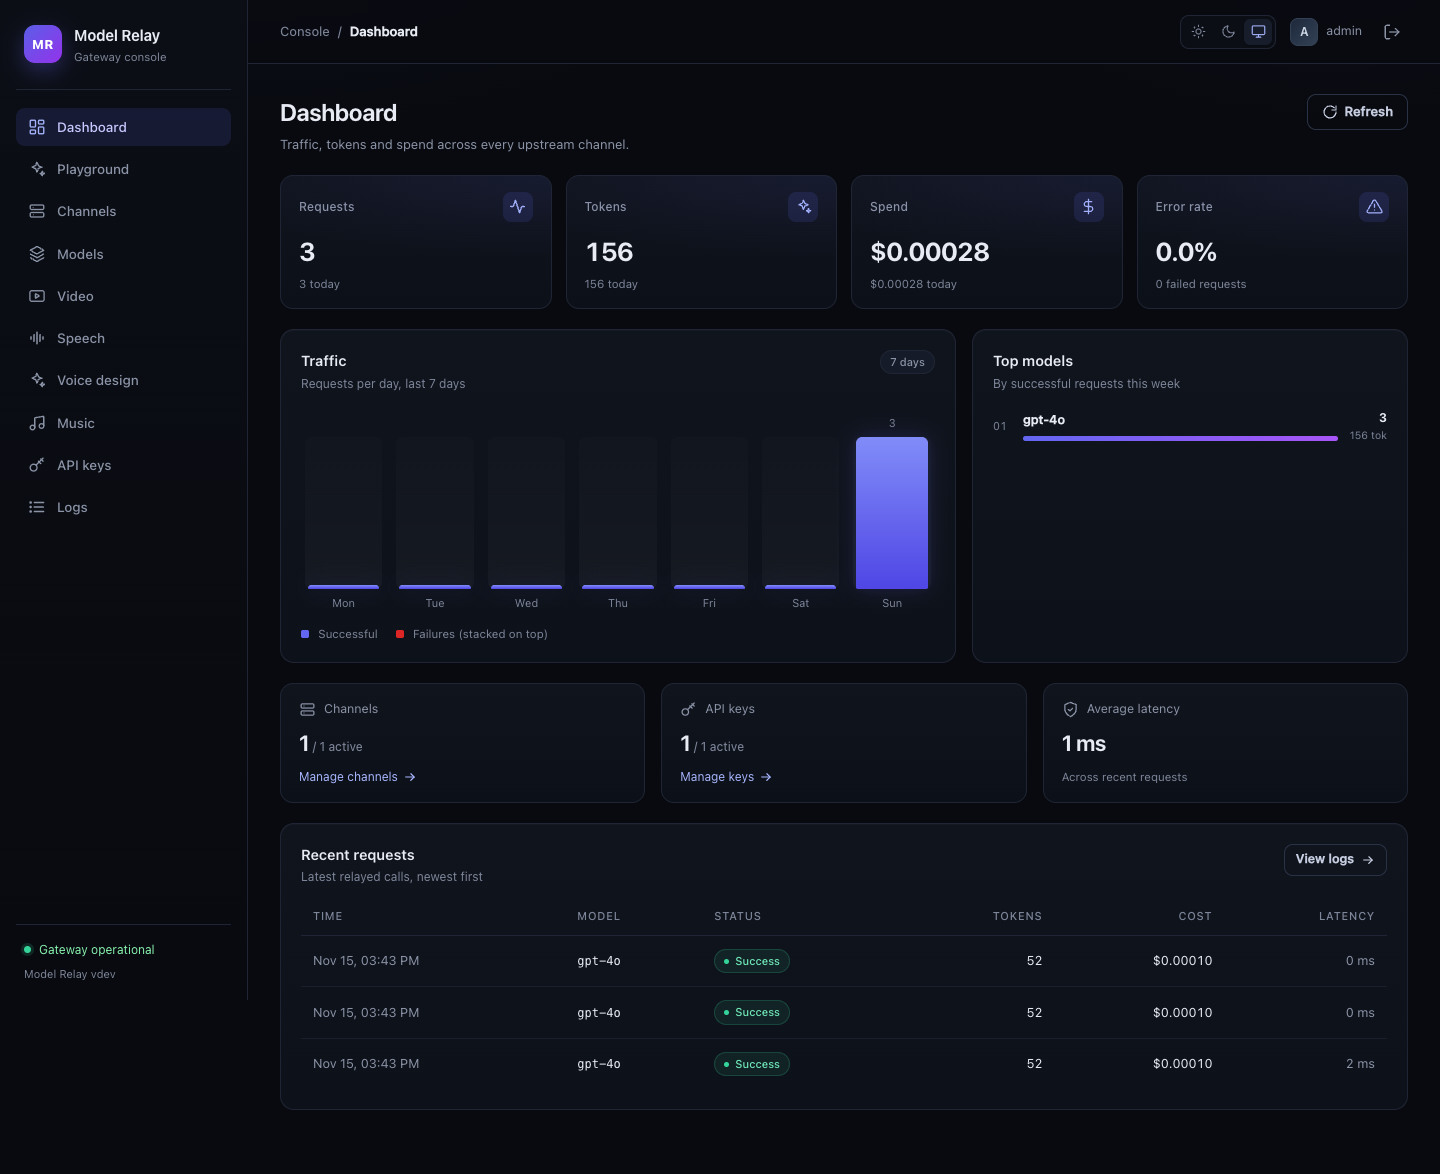 MR
Model Relay
Gateway console
Dashboard
Playground
Channels
Models
Video
Speech
Voice design
Music
API keys
Logs
Gateway operational
Model Relay vdev
Console / Dashboard
A admin
Dashboard
Traffic, tokens and spend across every upstream channel.
Refresh
Requests
3
3 today
Tokens
156
156 today
Spend
$0.00028
$0.00028 today
Error rate
0.0%
0 failed requests
Traffic
Requests per day, last 7 days
7 days
3
Mon Tue Wed Thu Fri Sat Sun
Successful Failures (stacked on top)
Top models
By successful requests this week
01 gpt-4o 3
156 tok
Channels
1 / 1 active
Manage channels →
API keys
1 / 1 active
Manage keys →
Average latency
1 ms
Across recent requests
Recent requests
Latest relayed calls, newest first
View logs →
TIME MODEL STATUS TOKENS COST LATENCY
Nov 15, 03:43 PM gpt-4o Success 52 $0.00010 0 ms
Nov 15, 03:43 PM gpt-4o Success 52 $0.00010 0 ms
Nov 15, 03:43 PM gpt-4o Success 52 $0.00010 2 ms